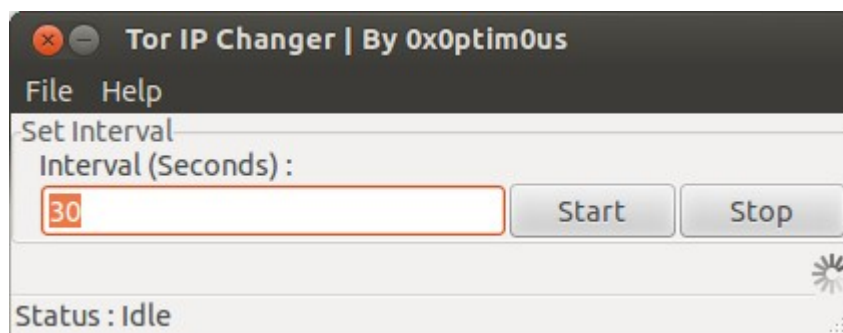 Tor IP Changer | By 0x0ptim0us
File Help
Set Interval
Interval (Seconds) :
30 Start Stop
Status : Idle